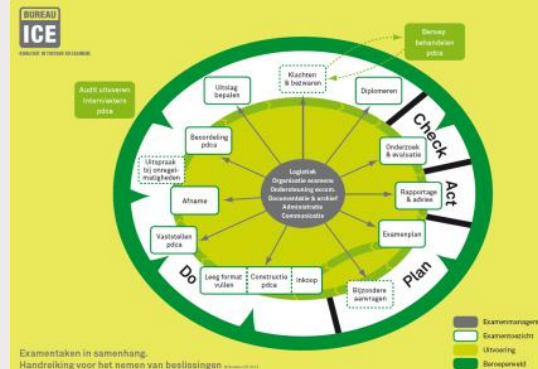 BUREAU
ICE
Beroep
behandelen
pdca
Klachten
& bezwaren
Uitslag
bepalen
Diplomeren
Audit uitvoeren
intern/extern
pdca
Check
Beoordeling
pdca
Onderzoek
& evaluatie
Uitspraak
bij onregel-
matigheden
Logistiek
Organisatie examens
Ondersteuning excom.
Documentatie & archief
Administratie
Communicatie
Act
Afname
Rapportage
& advies
Vaststellen
pdca
Examenplan
Do
Leeg format
vullen
Constructie
pdca
Inkoop
Plan
Bijzondere
aanvragen
Examenmanagement
Examentoezicht
Uitvoering
Beroepenveld
Examentaken in samenhang.
Handreiking voor het nemen van beslissingen